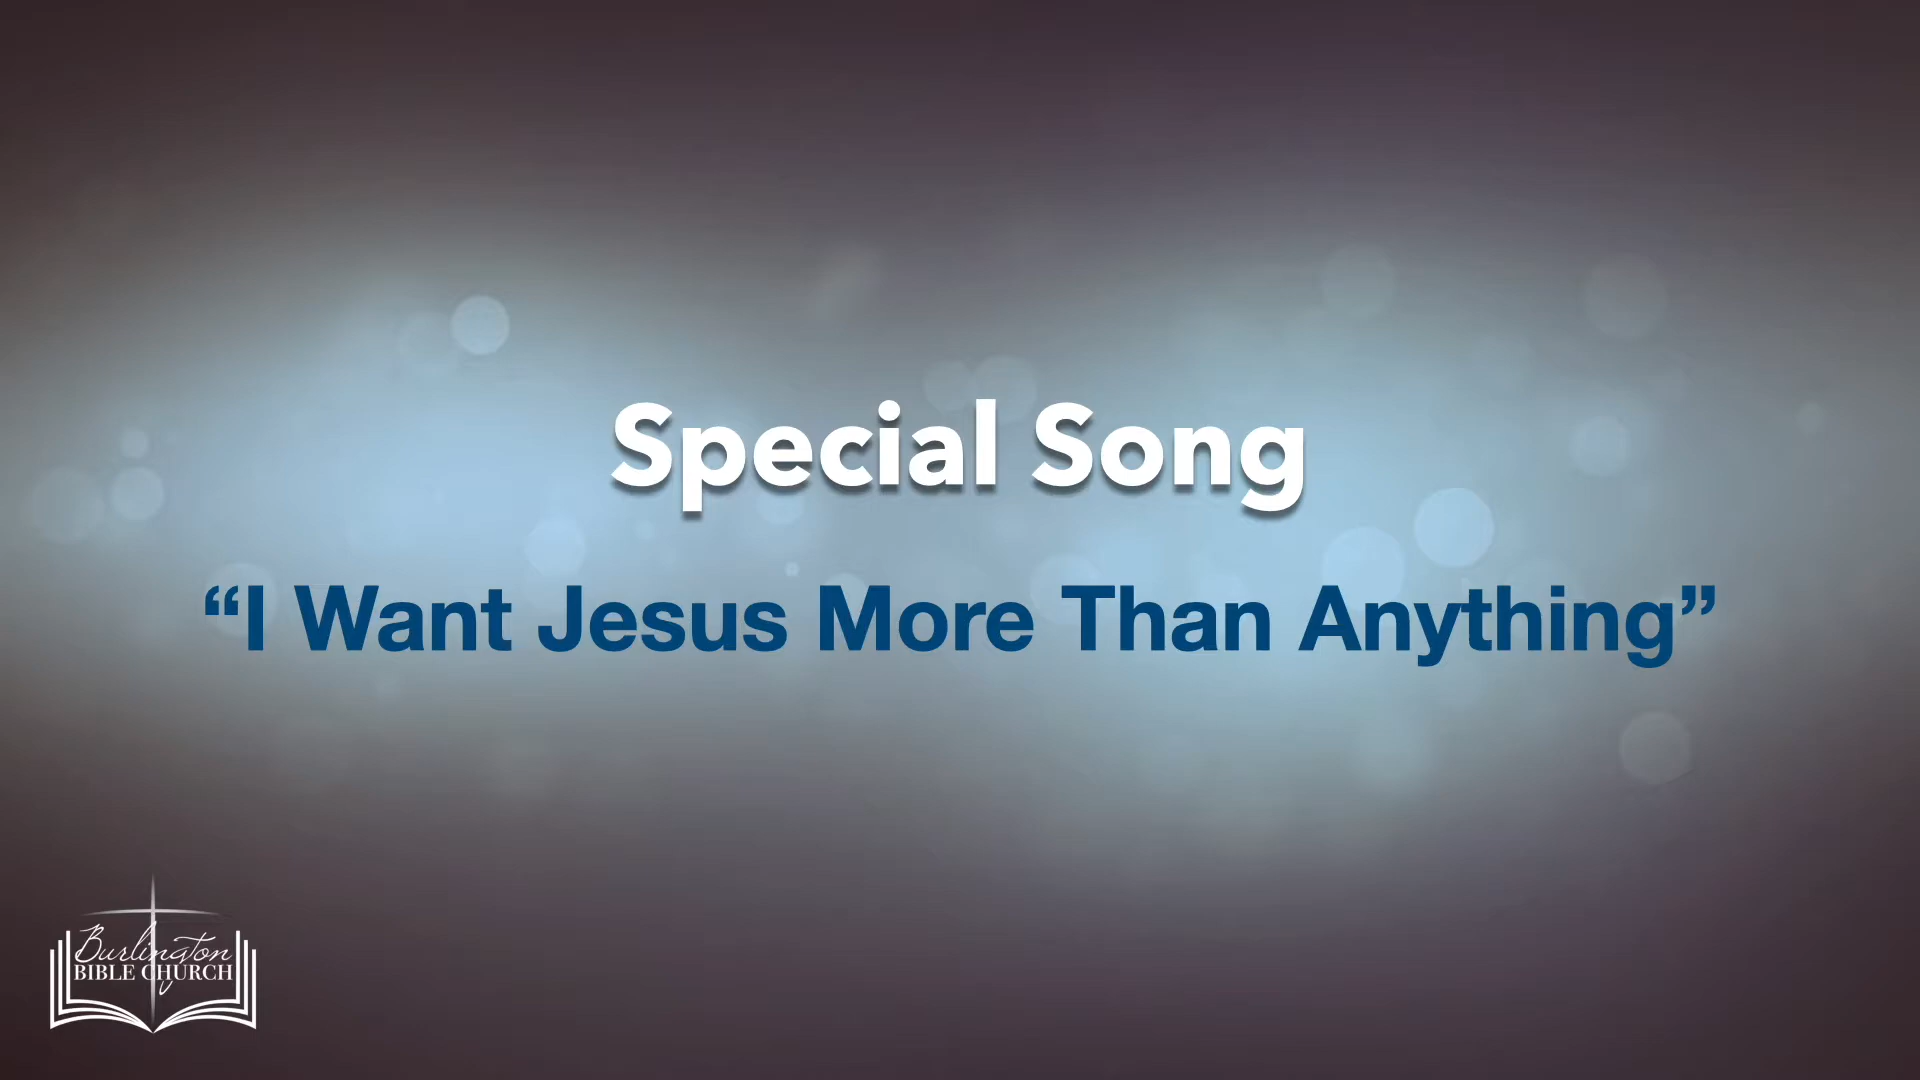 Special Song
“I Want Jesus More Than Anything”
Burlington
BIBLE CHURCH